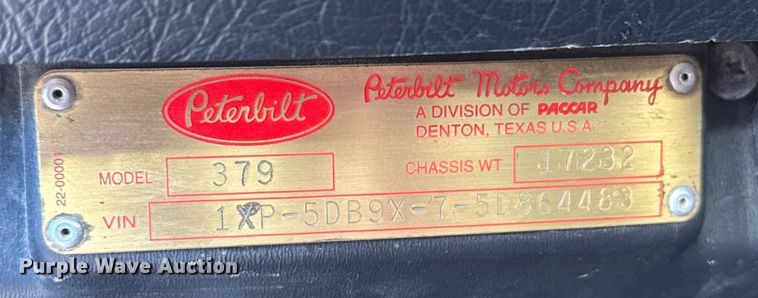 Peterbilt
Peterbilt Motors Company
A DIVISION OF PACCAR
DENTON, TEXAS U.S.A.
MODEL 379
CHASSIS WT 17232
VIN 1XP-5DB9X-7-5D864483
22-00001
Purple Wave Auction